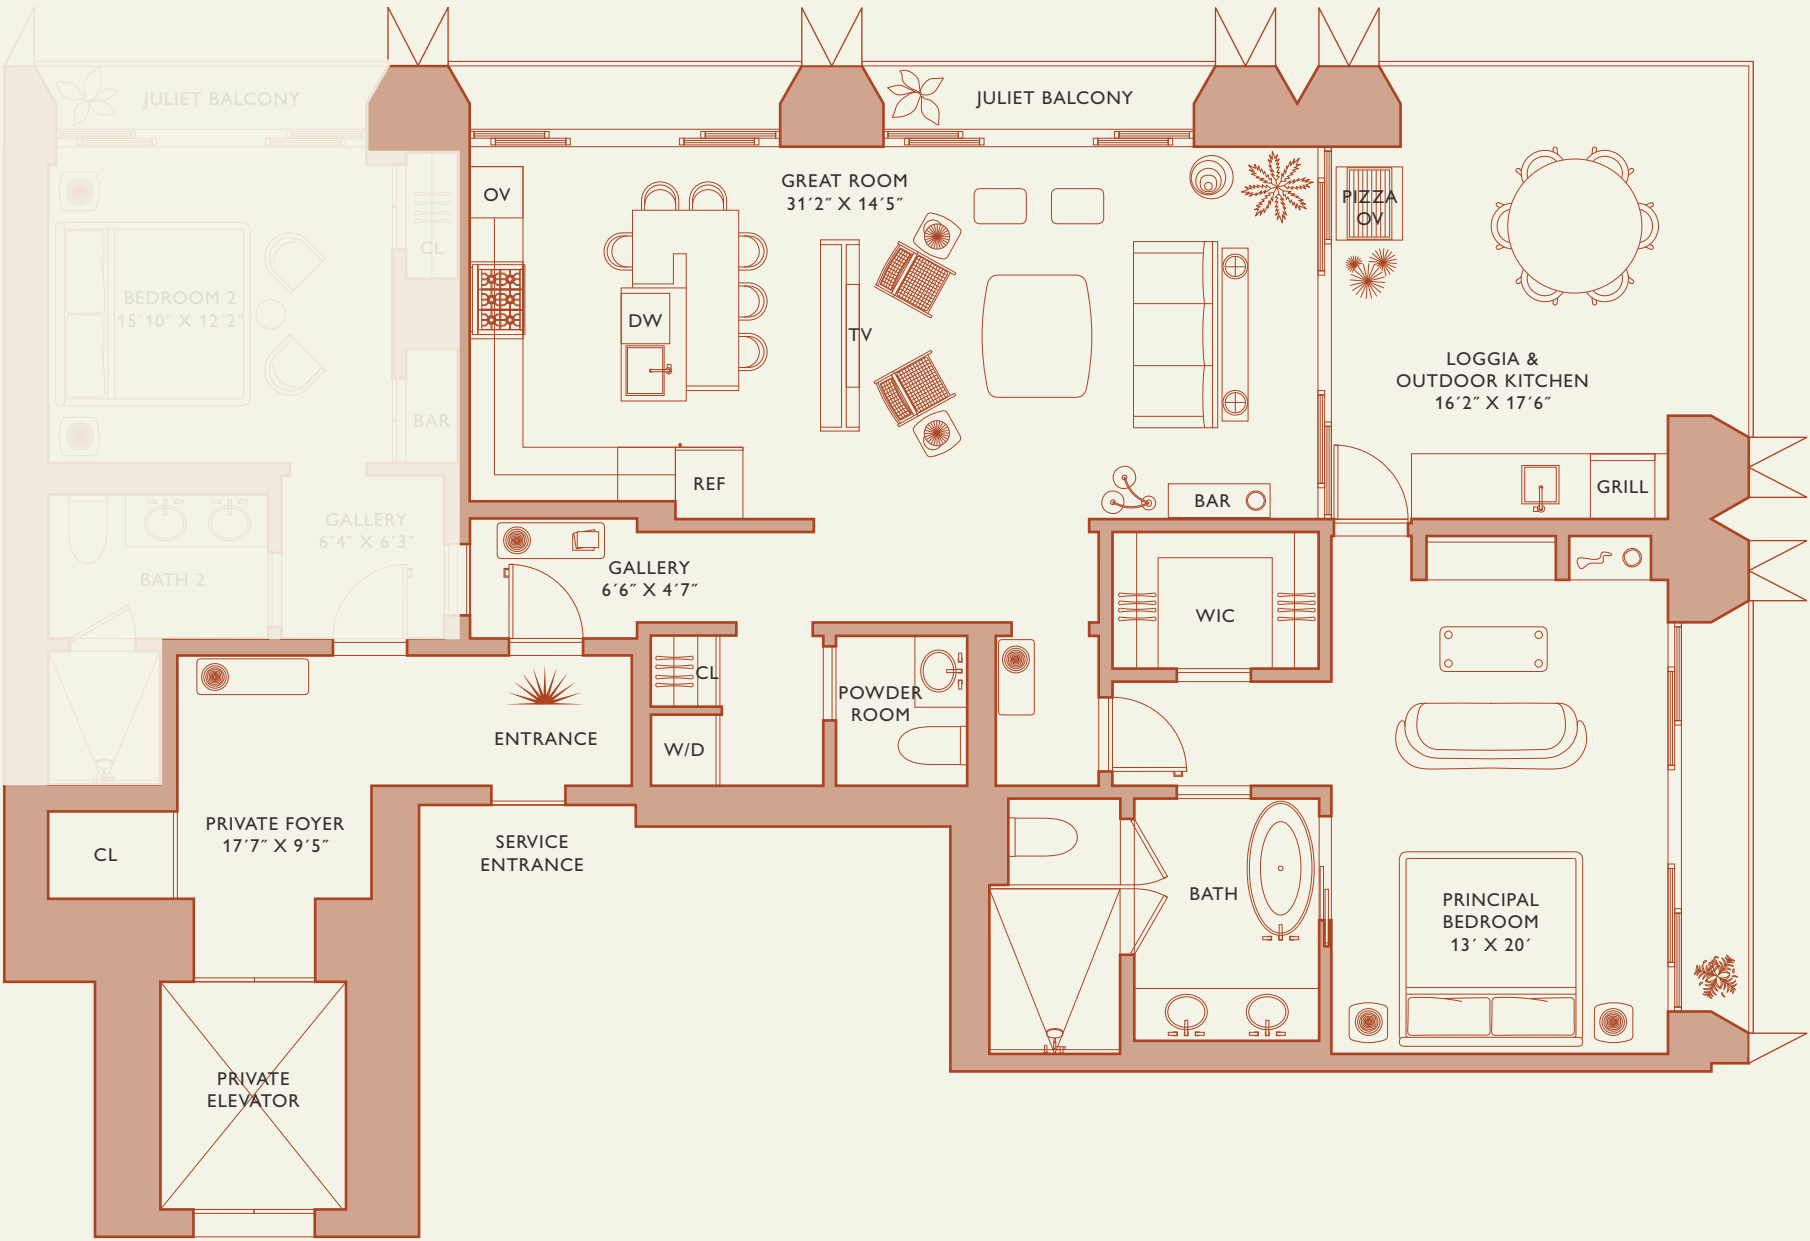 JULIET BALCONY
JULIET BALCONY
OV
GREAT ROOM
31′2″ X 14′5″
PIZZA
OV
CL
BEDROOM 2
15′10″ X 12′2″
DW
TV
LOGGIA &
OUTDOOR KITCHEN
16′2″ X 17′6″
BAR
REF
BAR
GRILL
GALLERY
6′4″ X 6′3″
GALLERY
6′6″ X 4′7″
BATH 2
WIC
CL
POWDER
ROOM
ENTRANCE
W/D
PRIVATE FOYER
17′7″ X 9′5″
CL
SERVICE
ENTRANCE
BATH
PRINCIPAL
BEDROOM
13′ X 20′
PRIVATE
ELEVATOR